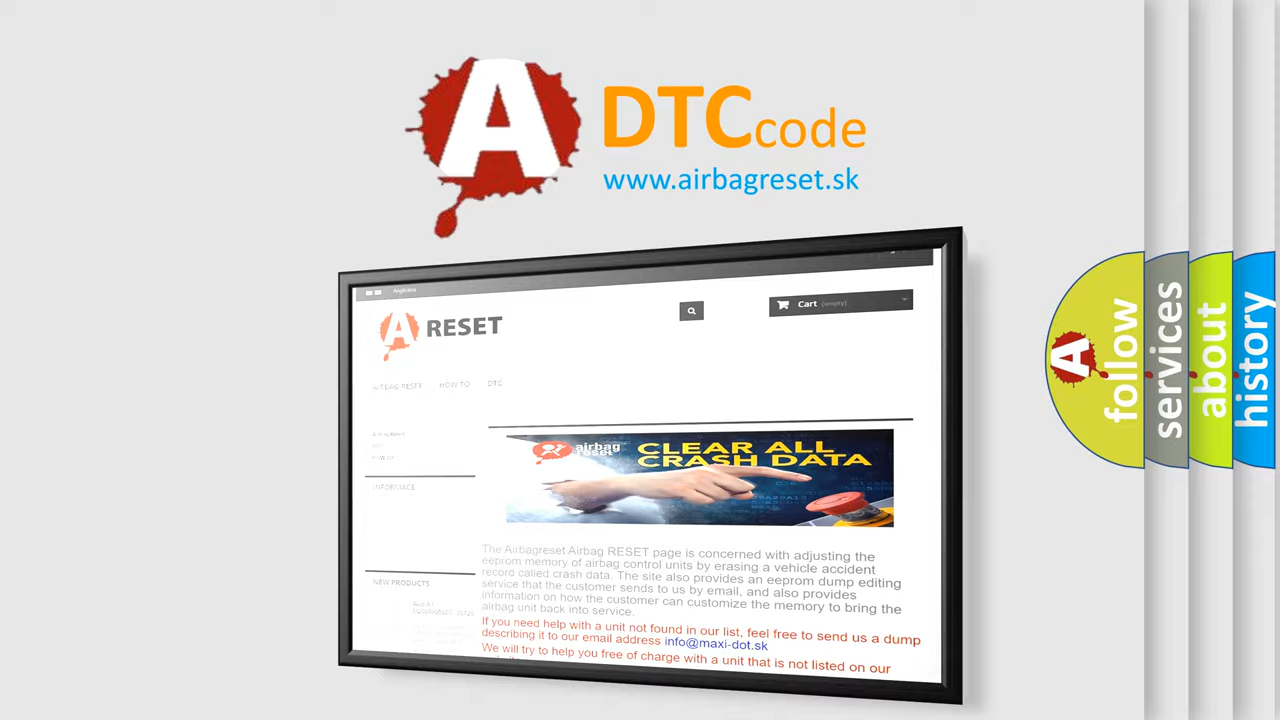 A
DTCcode
www.airbagreset.sk
Cart (empty)
A RESET
AIRBAG RESET HOW TO DTC
airbag
reset
CLEAR ALL
CRASH DATA
INFORMACE
NEW PRODUCTS
The Airbagreset Airbag RESET page is concerned with adjusting the
eeprom memory of airbag control units by erasing a vehicle accident
record called crash data. The site also provides an eeprom dump editing
service that the customer sends to us by email, and also provides
information on how the customer can customize the memory to bring the
airbag unit back into service.
If you need help with a unit not found in our list, feel free to send us a dump
describing it to our email address info@maxi-dot.sk
We will try to help you free of charge with a unit that is not listed on our
A
follow
services
about
history